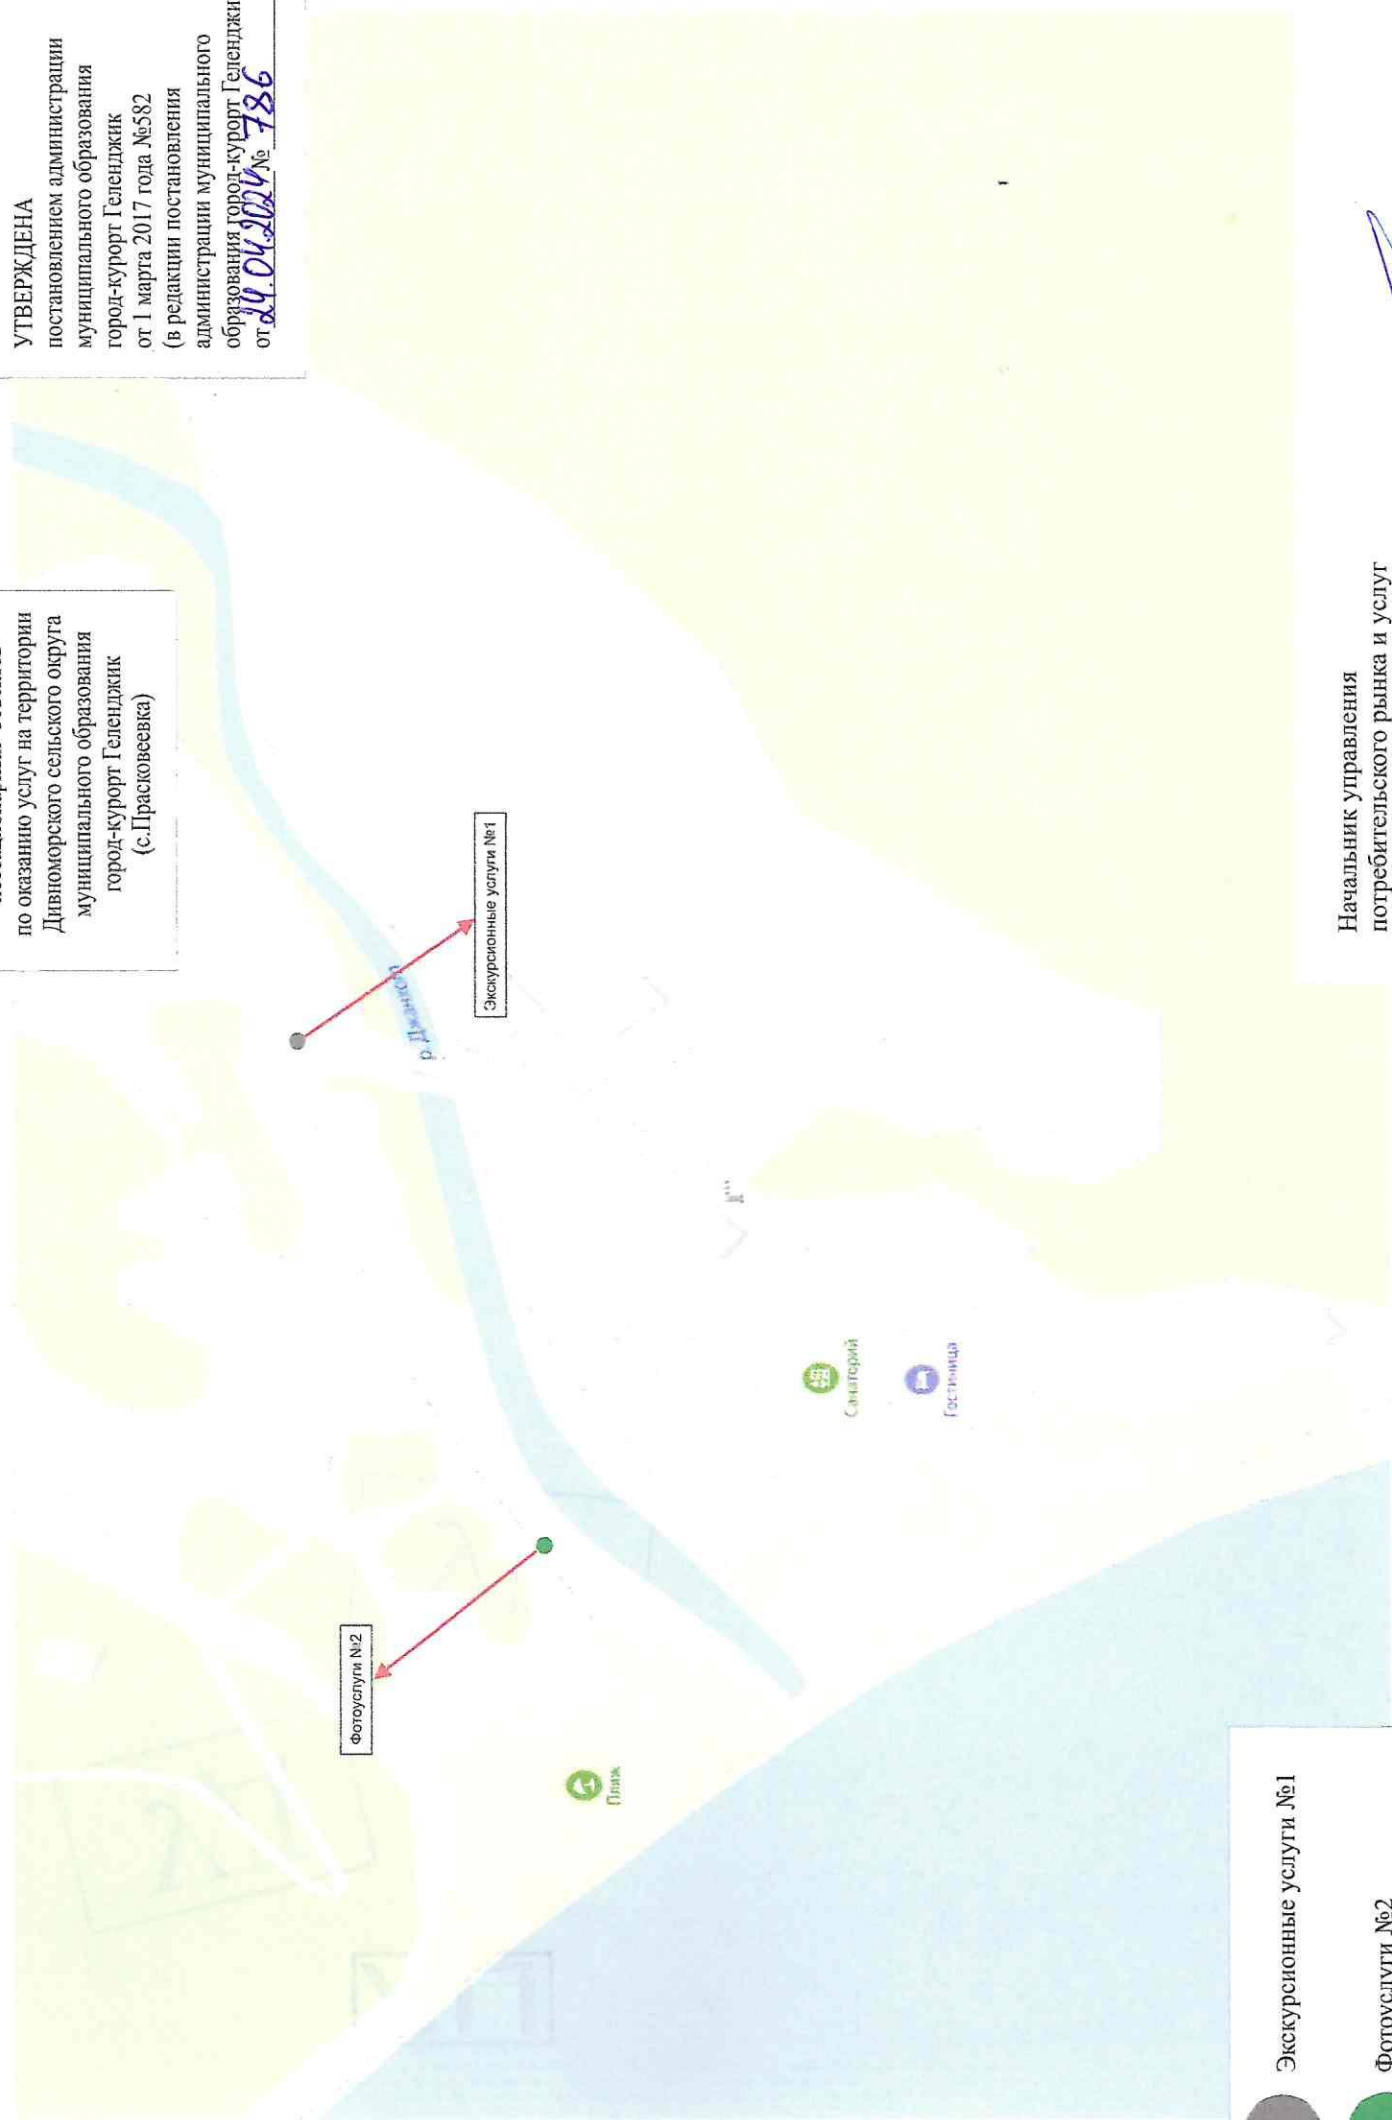 УТВЕРЖДЕНА
постановлением администрации
муниципального образования
город-курорт Геленджик
от 1 марта 2017 года №582
(в редакции постановления
администрации муниципального
образования город-курорт Геленджи
от 24.04.2024 № 786
по оказанию услуг на территории
Дивноморского сельского округа
муниципального образования
город-курорт Геленджик
(с.Прасковеевка)
Экскурсионные услуги №1
р. Джанхот
Фотоуслуги №2
Пляж
Санаторий
Гостиница
Экскурсионные услуги №1
Фотоуслуги №2
Начальник управления
потребительского рынка и услуг